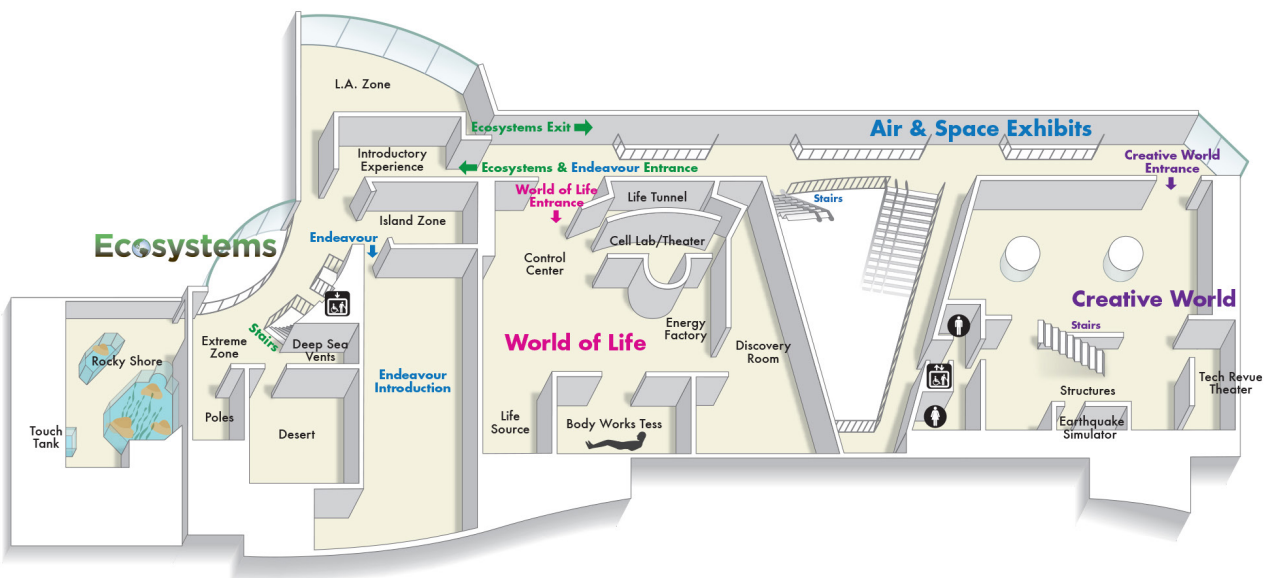 L.A. Zone
Ecosystems Exit
Air & Space Exhibits
Introductory
Experience
Ecosystems & Endeavour Entrance
Creative World
Entrance
World of Life
Entrance
Life Tunnel
Stairs
Island Zone
Ecosystems
Endeavour
Cell Lab/Theater
Control
Center
Creative World
Stairs
Energy
Factory
Stairs
Extreme
Zone
Deep Sea
Vents
World of Life
Discovery
Room
Rocky Shore
Endeavour
Introduction
Tech Revue
Theater
Structures
Poles
Life
Source
Body Works Tess
Earthquake
Simulator
Touch
Tank
Desert